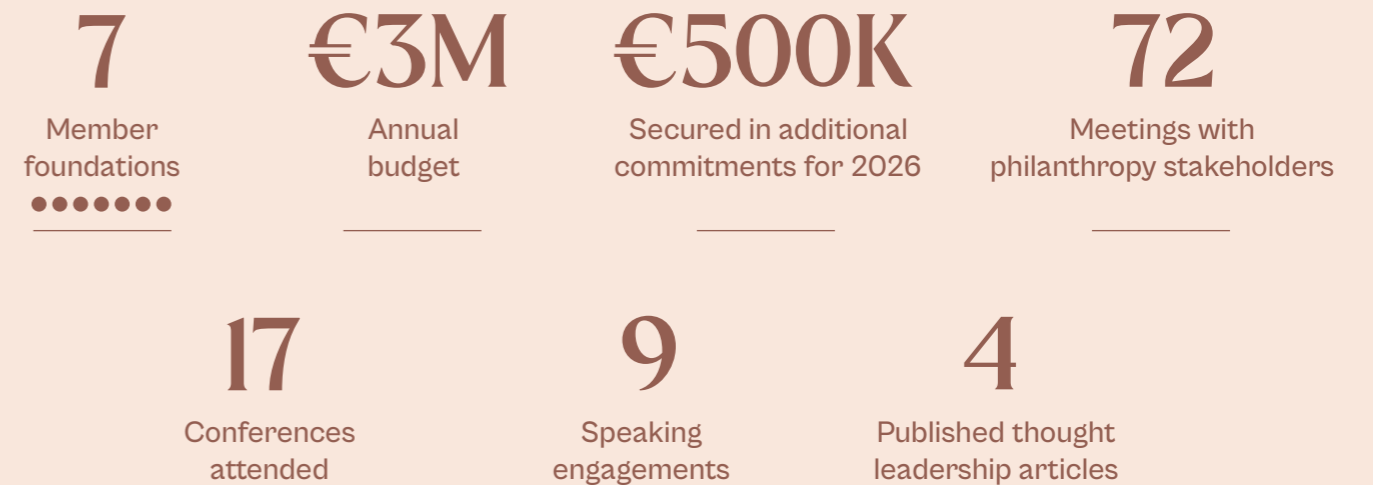 7
Member
foundations
€3M
Annual
budget
€500K
Secured in additional
commitments for 2026
72
Meetings with
philanthropy stakeholders
17
Conferences
attended
9
Speaking
engagements
4
Published thought
leadership articles